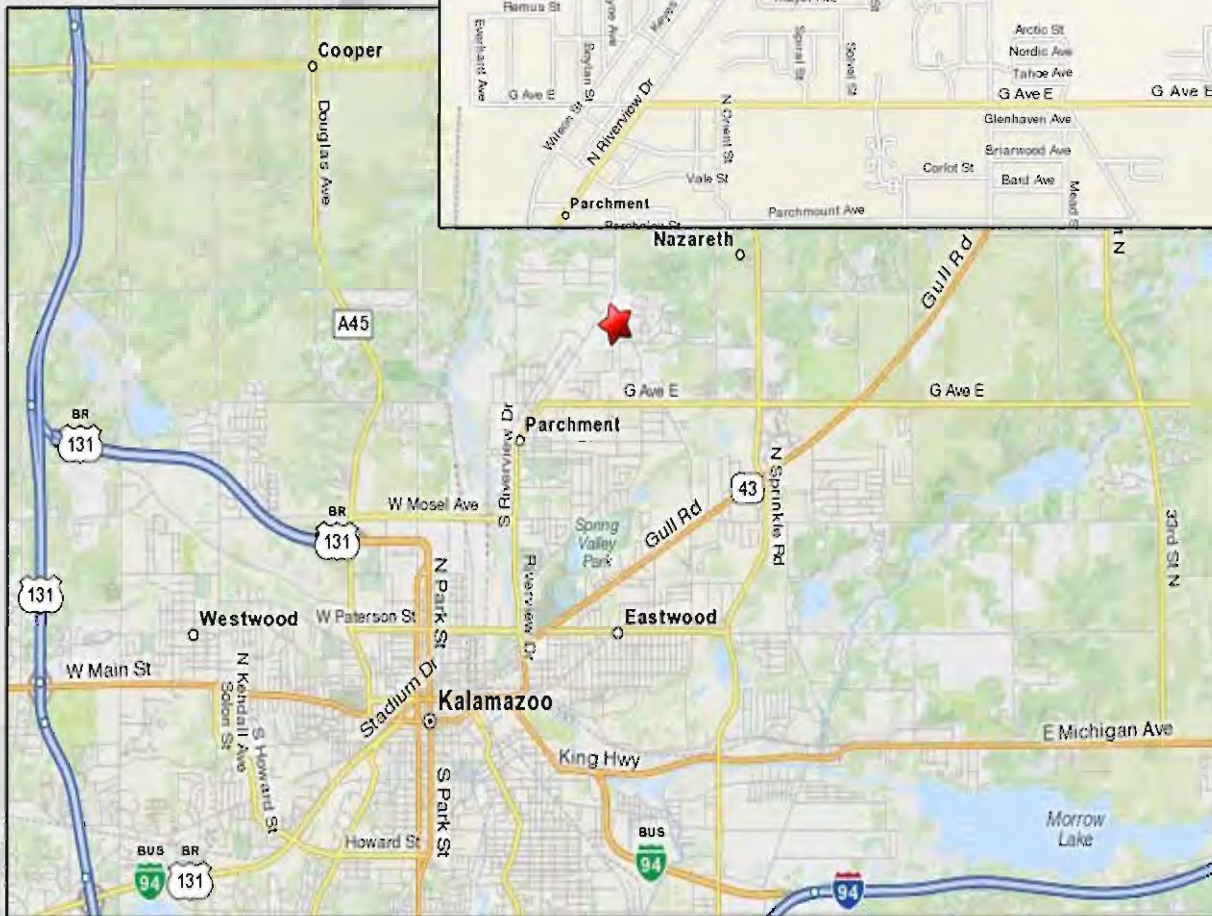 Remus St
Everhard Ave
Keyes
G Ave E
Wilson St
N Riverview Dr
N Orient St
Spiral St
Arctic St
Nordic Ave
Tahoe Ave
G Ave E
G Ave E
Glenhaven Ave
Briarwood Ave
Vale St
Corlot St
Bard Ave
Mead S
Parchment
Parchmount Ave
Cooper
Douglas Ave
A45
Nazareth
Gull Rd
G Ave E
G Ave E
BR
131
Parchment
S Riverview Dr
W Mosel Ave
43
N Sprinkle Rd
Gull Rd
Spring
Valley
Park
BR
131
33rd St N
131
N Park St
Riverview Dr
Westwood
W Paterson St
Eastwood
W Main St
N Kendall Ave
Solon St
S Howard St
Stadium Dr
Kalamazoo
E Michigan Ave
King Hwy
S Park St
Howard St
Morrow
Lake
BUS
94
BR
131
BUS
94
94